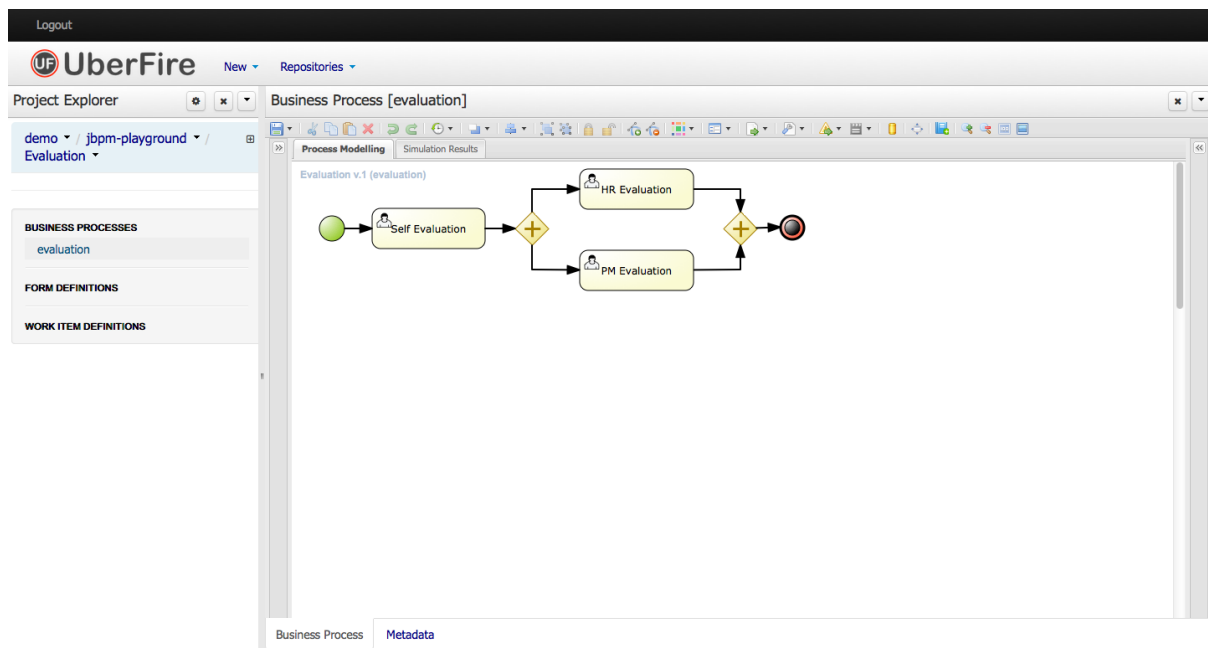 Logout
UF UberFire New Repositories
Project Explorer
Business Process [evaluation]
demo / jbpm-playground /
Evaluation
Process Modelling Simulation Results
Evaluation v.1 (evaluation)
BUSINESS PROCESSES
evaluation
FORM DEFINITIONS
WORK ITEM DEFINITIONS
HR Evaluation
Self Evaluation
PM Evaluation
Business Process Metadata